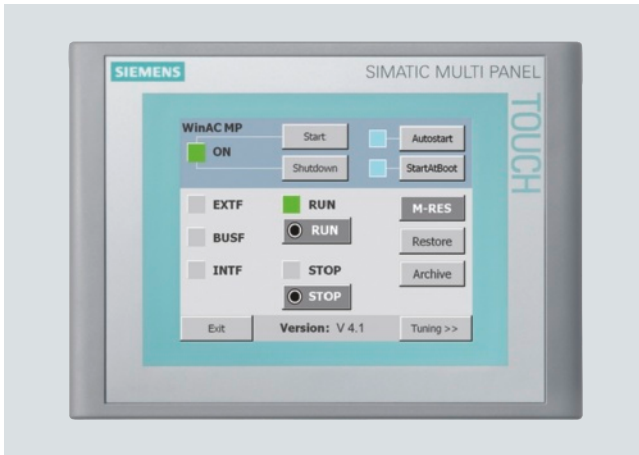 SIEMENS
SIMATIC MULTI PANEL
TOUCH
WinAC MP
ON
Start
Autostart
Shutdown
StartAtBoot
EXTF
RUN
M-RES
BUSF
RUN
Restore
INTF
STOP
Archive
STOP
Exit
Version: V 4.1
Tuning >>